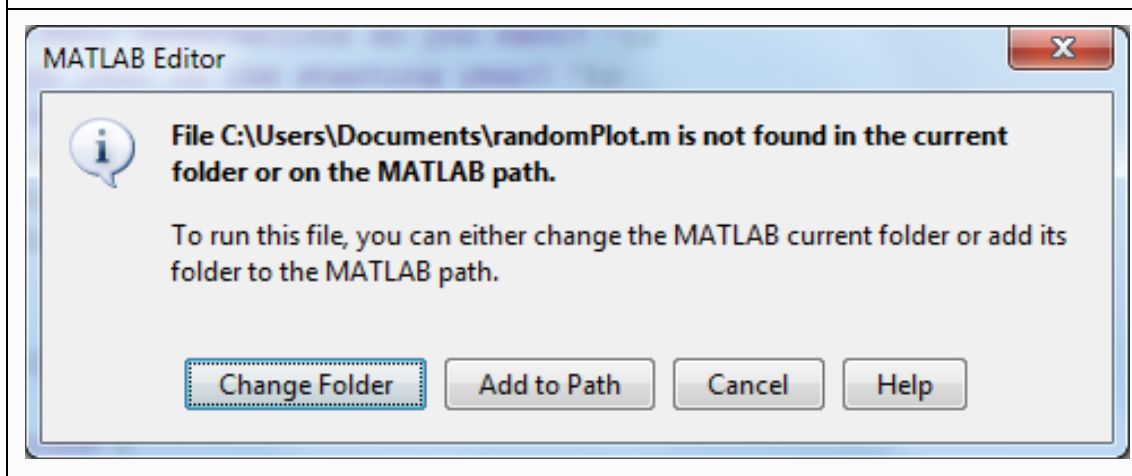 MATLAB Editor
File C:\Users\Documents\randomPlot.m is not found in the current
folder or on the MATLAB path.
To run this file, you can either change the MATLAB current folder or add its
folder to the MATLAB path.
Change Folder Add to Path Cancel Help